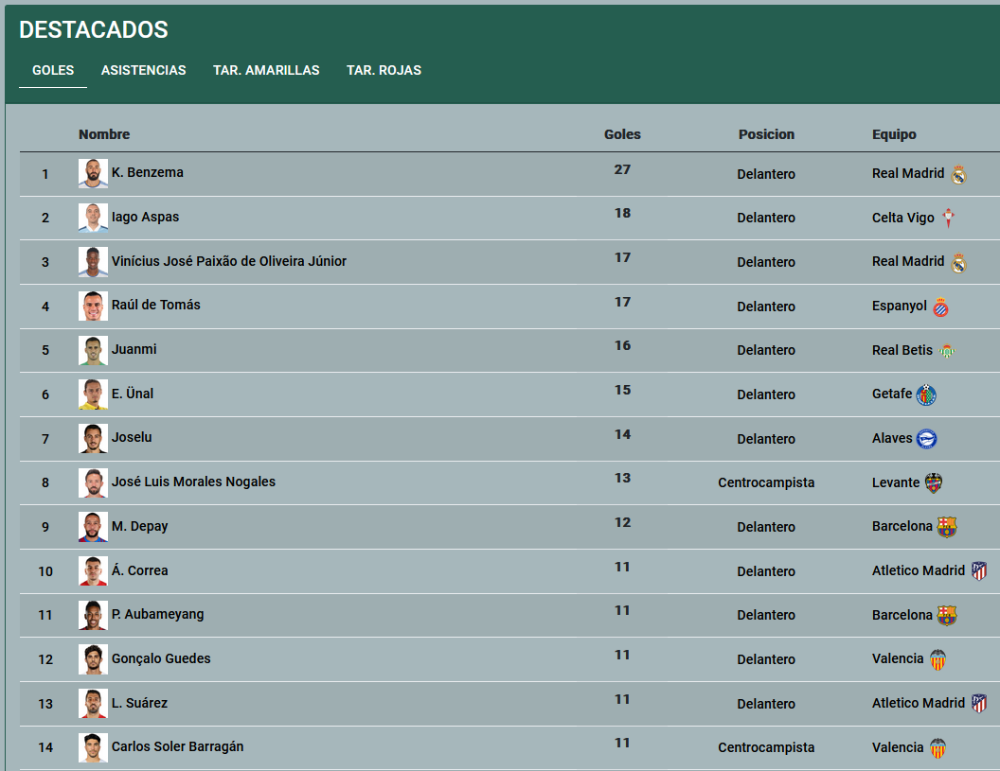 DESTACADOS
GOLES ASISTENCIAS TAR. AMARILLAS TAR. ROJAS
Nombre Goles Posicion Equipo
1 K. Benzema 27 Delantero Real Madrid
2 Iago Aspas 18 Delantero Celta Vigo
3 Vinícius José Paixão de Oliveira Júnior 17 Delantero Real Madrid
4 Raúl de Tomás 17 Delantero Espanyol
5 Juanmi 16 Delantero Real Betis
6 E. Ünal 15 Delantero Getafe
7 Joselu 14 Delantero Alaves
8 José Luis Morales Nogales 13 Centrocampista Levante
9 M. Depay 12 Delantero Barcelona
10 Á. Correa 11 Delantero Atletico Madrid
11 P. Aubameyang 11 Delantero Barcelona
12 Gonçalo Guedes 11 Delantero Valencia
13 L. Suárez 11 Delantero Atletico Madrid
14 Carlos Soler Barragán 11 Centrocampista Valencia